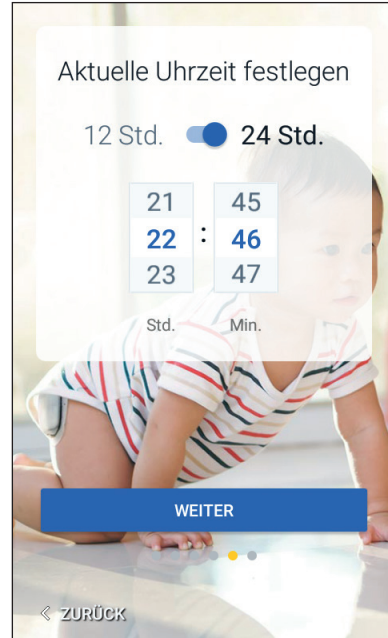 Aktuelle Uhrzeit festlegen
12 Std. 24 Std.
21 45
22 : 46
23 47
Std. Min.
WEITER
ZURÜCK